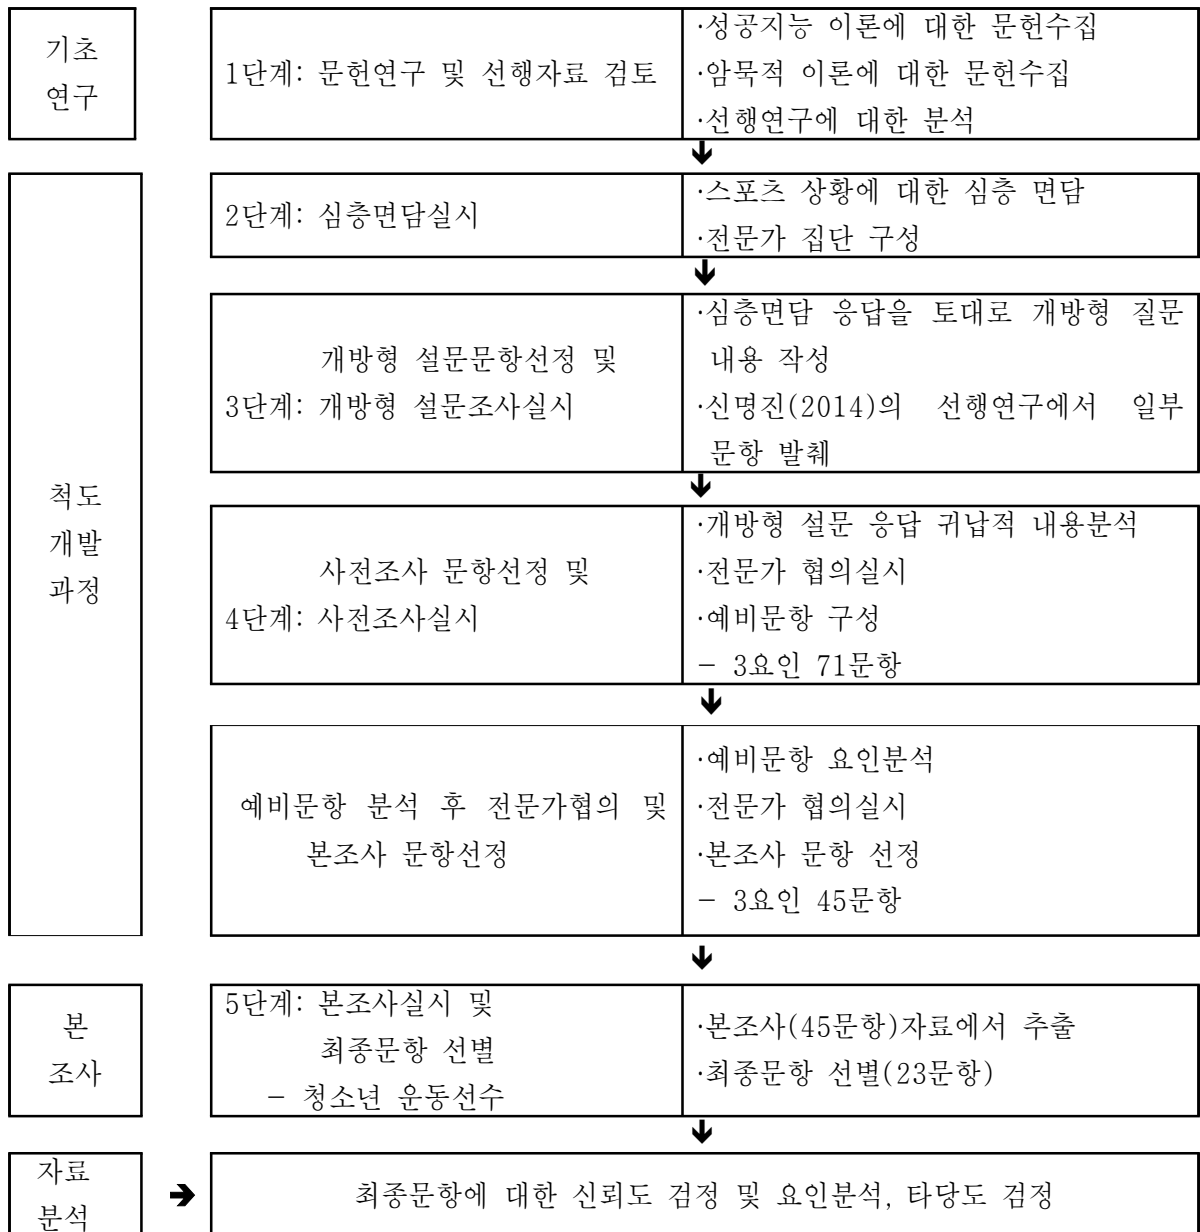 기초
연구
1단계: 문헌연구 및 선행자료 검토
·성공지능 이론에 대한 문헌수집
·암묵적 이론에 대한 문헌수집
·선행연구에 대한 분석
척도
개발
과정
2단계: 심층면담실시
·스포츠 상황에 대한 심층 면담
·전문가 집단 구성
개방형 설문문항선정 및
3단계: 개방형 설문조사실시
·심층면담 응답을 토대로 개방형 질문
내용 작성
·신명진(2014)의 선행연구에서 일부
문항 발췌
사전조사 문항선정 및
4단계: 사전조사실시
·개방형 설문 응답 귀납적 내용분석
·전문가 협의실시
·예비문항 구성
- 3요인 71문항
예비문항 분석 후 전문가협의 및
본조사 문항선정
·예비문항 요인분석
·전문가 협의실시
·본조사 문항 선정
- 3요인 45문항
본
조사
5단계: 본조사실시 및
최종문항 선별
- 청소년 운동선수
·본조사(45문항)자료에서 추출
·최종문항 선별(23문항)
자료
분석
최종문항에 대한 신뢰도 검정 및 요인분석, 타당도 검정